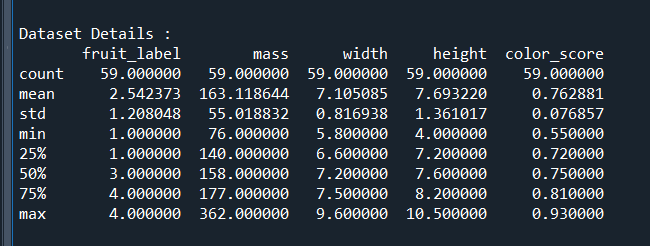 Dataset Details :
fruit_label mass width height color_score
count 59.000000 59.000000 59.000000 59.000000 59.000000
mean 2.542373 163.118644 7.105085 7.693220 0.762881
std 1.208048 55.018832 0.816938 1.361017 0.076857
min 1.000000 76.000000 5.800000 4.000000 0.550000
25% 1.000000 140.000000 6.600000 7.200000 0.720000
50% 3.000000 158.000000 7.200000 7.600000 0.750000
75% 4.000000 177.000000 7.500000 8.200000 0.810000
max 4.000000 362.000000 9.600000 10.500000 0.930000